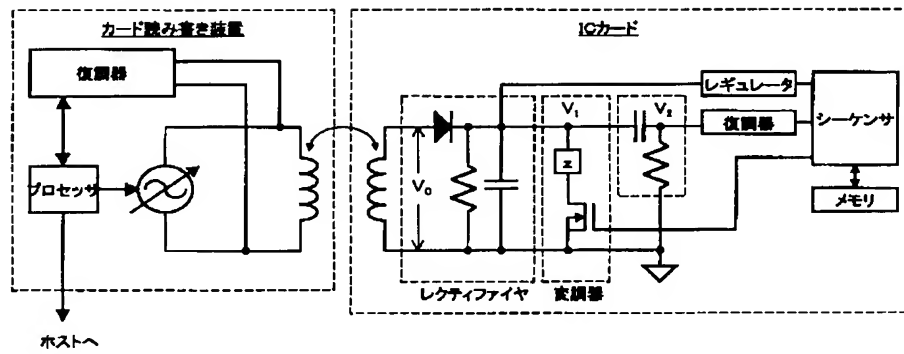 カード読み書き装置
復調器
プロセッサ
ホストへ
ICカード
V₀
レクティファイヤ
V₁
z
変調器
V₂
レギュレータ
復調器
シーケンサ
メモリ